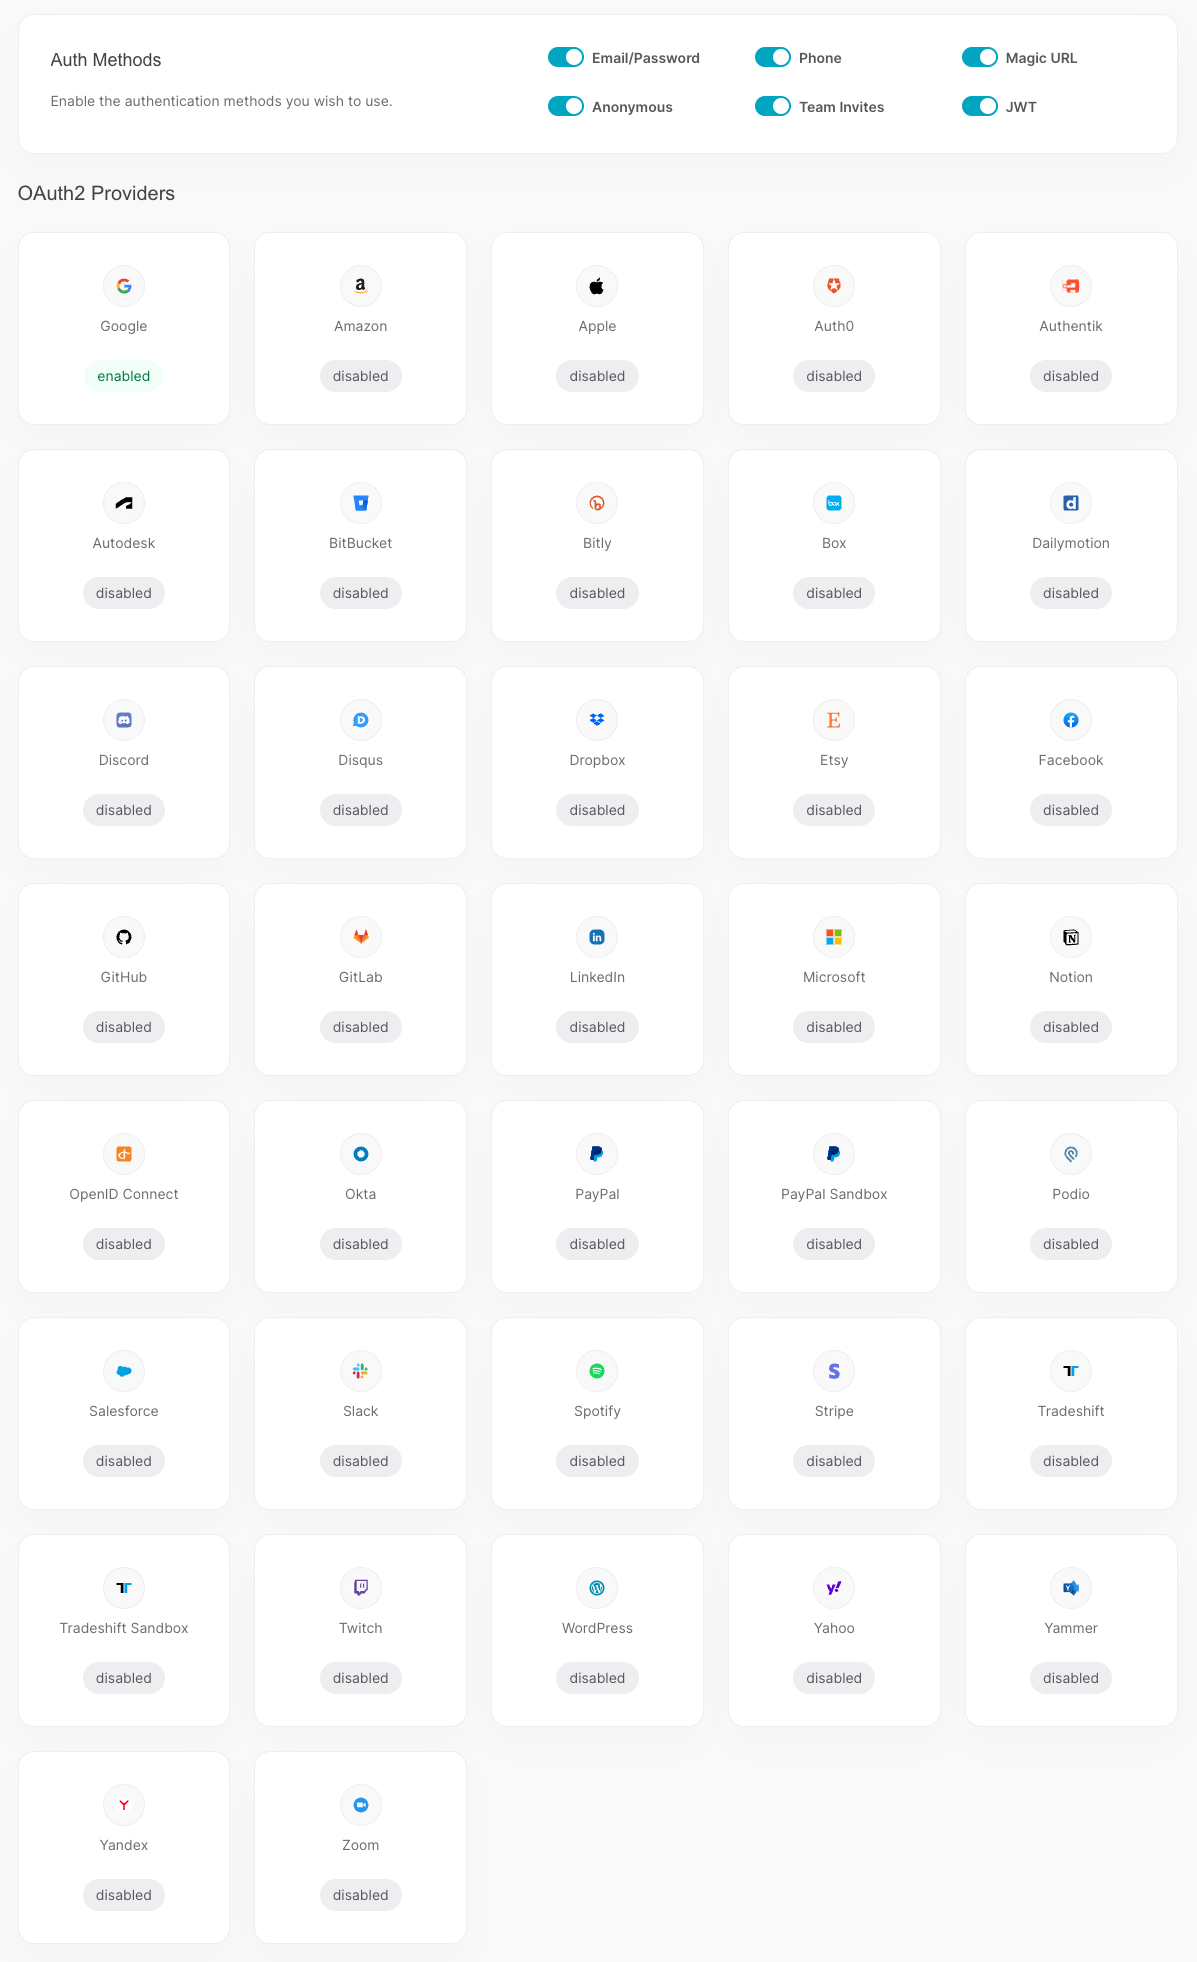 Auth Methods
Enable the authentication methods you wish to use.
Email/Password
Phone
Magic URL
Anonymous
Team Invites
JWT
OAuth2 Providers
Google
enabled
Amazon
disabled
Apple
disabled
Auth0
disabled
Authentik
disabled
Autodesk
disabled
BitBucket
disabled
Bitly
disabled
Box
disabled
Dailymotion
disabled
Discord
disabled
Disqus
disabled
Dropbox
disabled
Etsy
disabled
Facebook
disabled
GitHub
disabled
GitLab
disabled
LinkedIn
disabled
Microsoft
disabled
Notion
disabled
OpenID Connect
disabled
Okta
disabled
PayPal
disabled
PayPal Sandbox
disabled
Podio
disabled
Salesforce
disabled
Slack
disabled
Spotify
disabled
Stripe
disabled
Tradeshift
disabled
Tradeshift Sandbox
disabled
Twitch
disabled
WordPress
disabled
Yahoo
disabled
Yammer
disabled
Yandex
disabled
Zoom
disabled